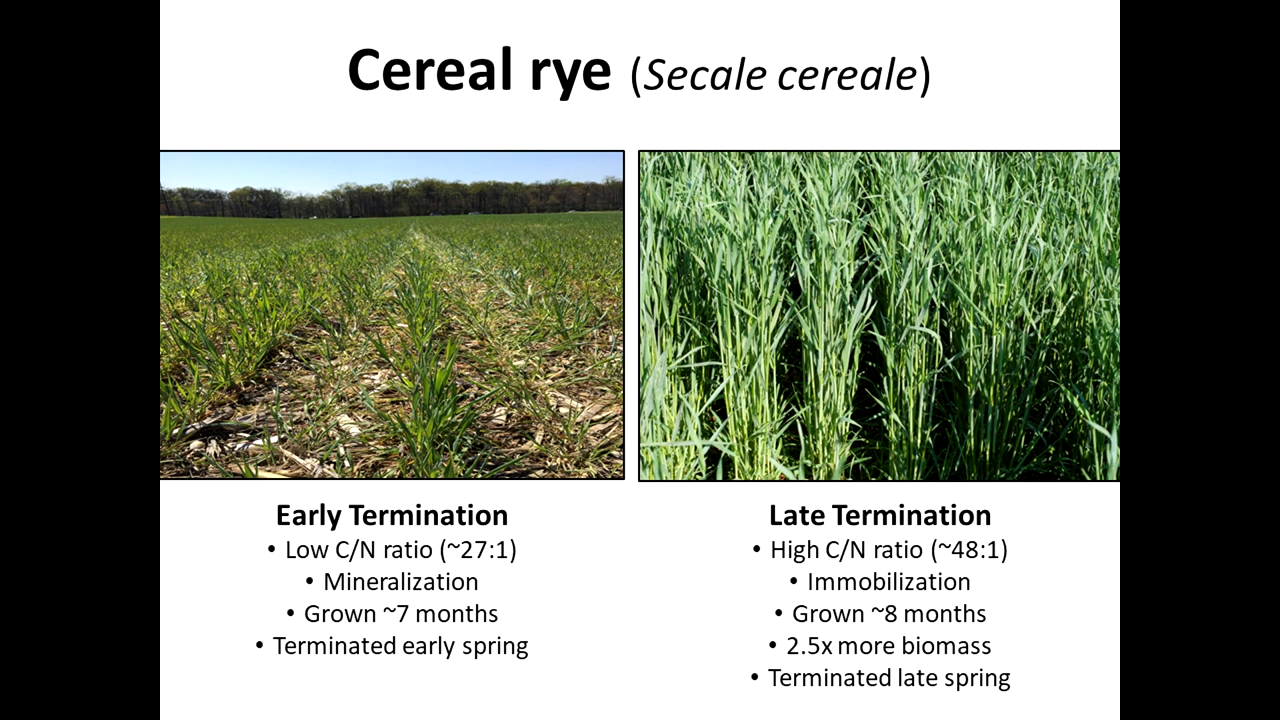 Cereal rye (Secale cereale)
Early Termination
• Low C/N ratio (~27:1)
• Mineralization
• Grown ~7 months
• Terminated early spring
Late Termination
• High C/N ratio (~48:1)
• Immobilization
• Grown ~8 months
• 2.5x more biomass
• Terminated late spring